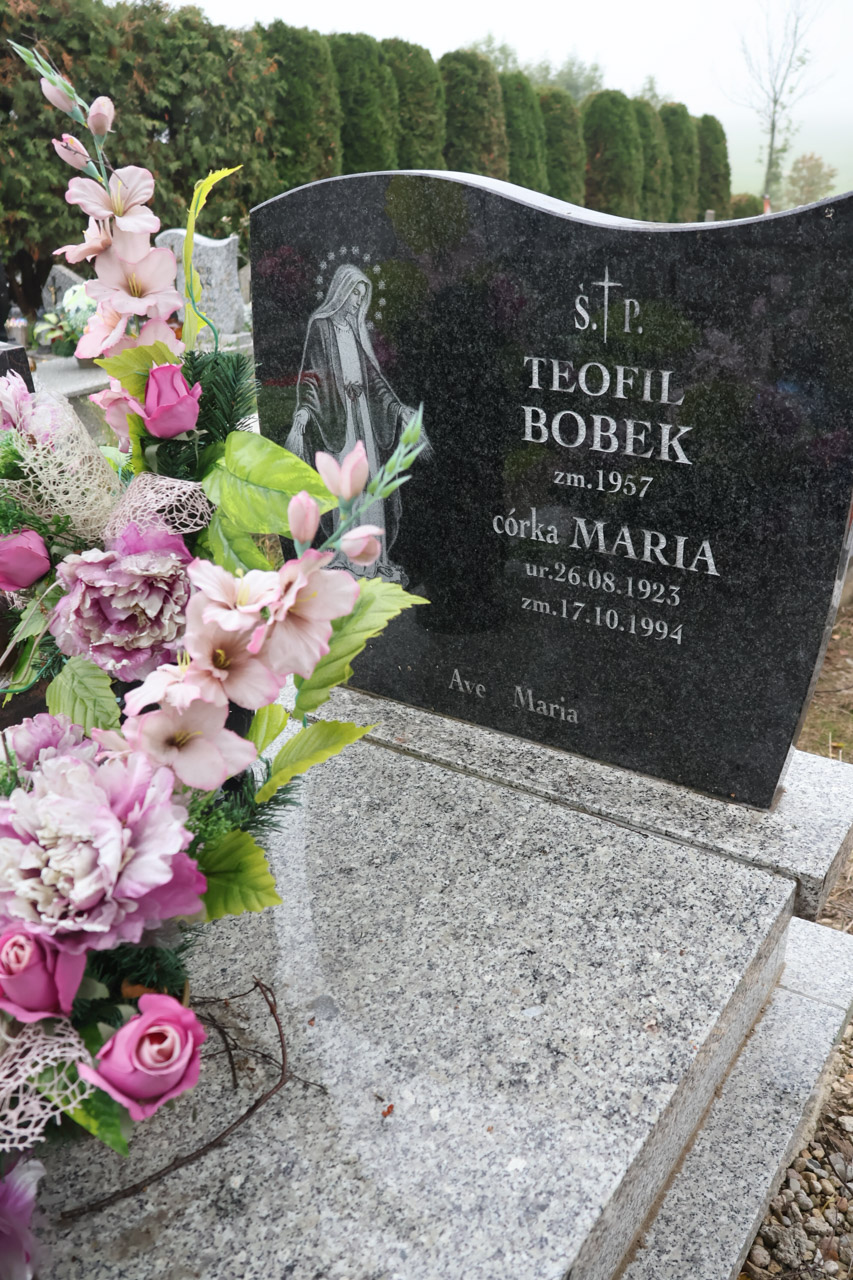 Ś. P.
TEOFIL
BOBEK
zm.1957
córka MARIA
ur.26.08.1923
zm.17.10.1994
Ave Maria